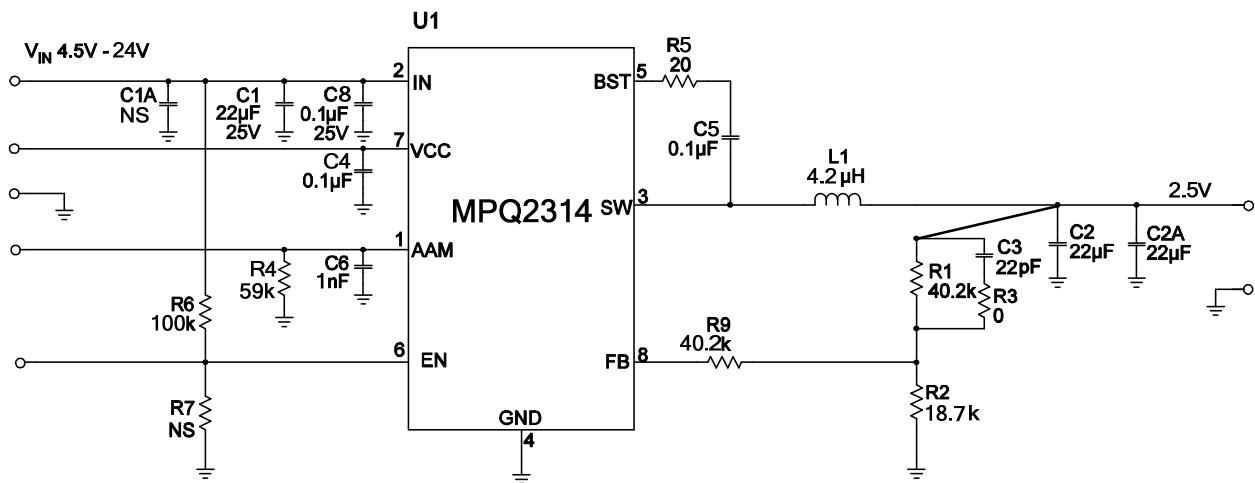 U1
V_IN 4.5V - 24V
2
IN
C1A
NS
C1
22µF
25V
C8
0.1µF
25V
7
VCC
C4
0.1µF
1
AAM
R4
59k
C6
1nF
R6
100k
6
EN
R7
NS
MPQ2314
GND
4
BST
5
R5
20
C5
0.1µF
SW
3
L1
4.2µH
2.5V
C2
22µF
C2A
22µF
C3
22pF
R1
40.2k
R3
0
FB
8
R9
40.2k
R2
18.7k